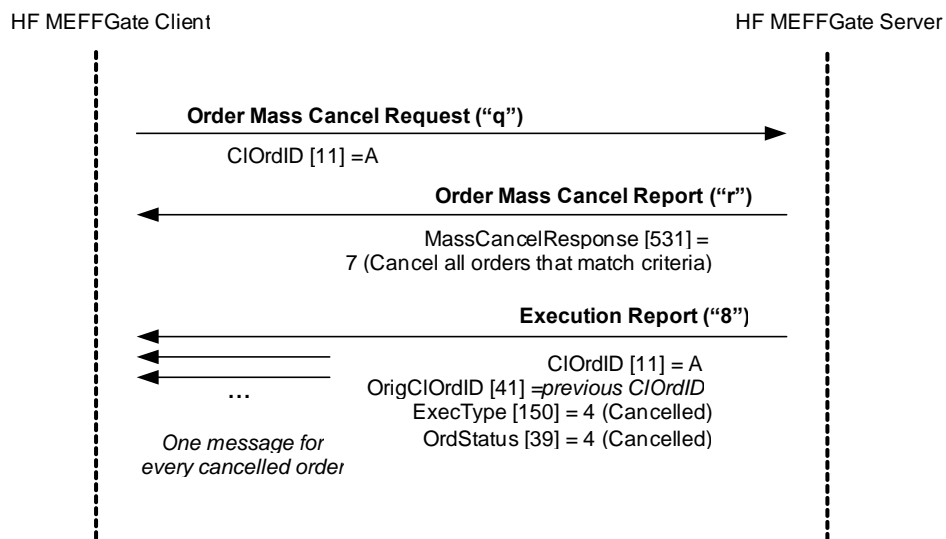 HF MEFFGate Client
HF MEFFGate Server
Order Mass Cancel Request (“q”)
ClOrdID [11] =A
Order Mass Cancel Report (“r”)
MassCancelResponse [531] =
7 (Cancel all orders that match criteria)
Execution Report (“8”)
ClOrdID [11] = A
OrigClOrdID [41] =previous ClOrdID
ExecType [150] = 4 (Cancelled)
OrdStatus [39] = 4 (Cancelled)
...
One message for
every cancelled order